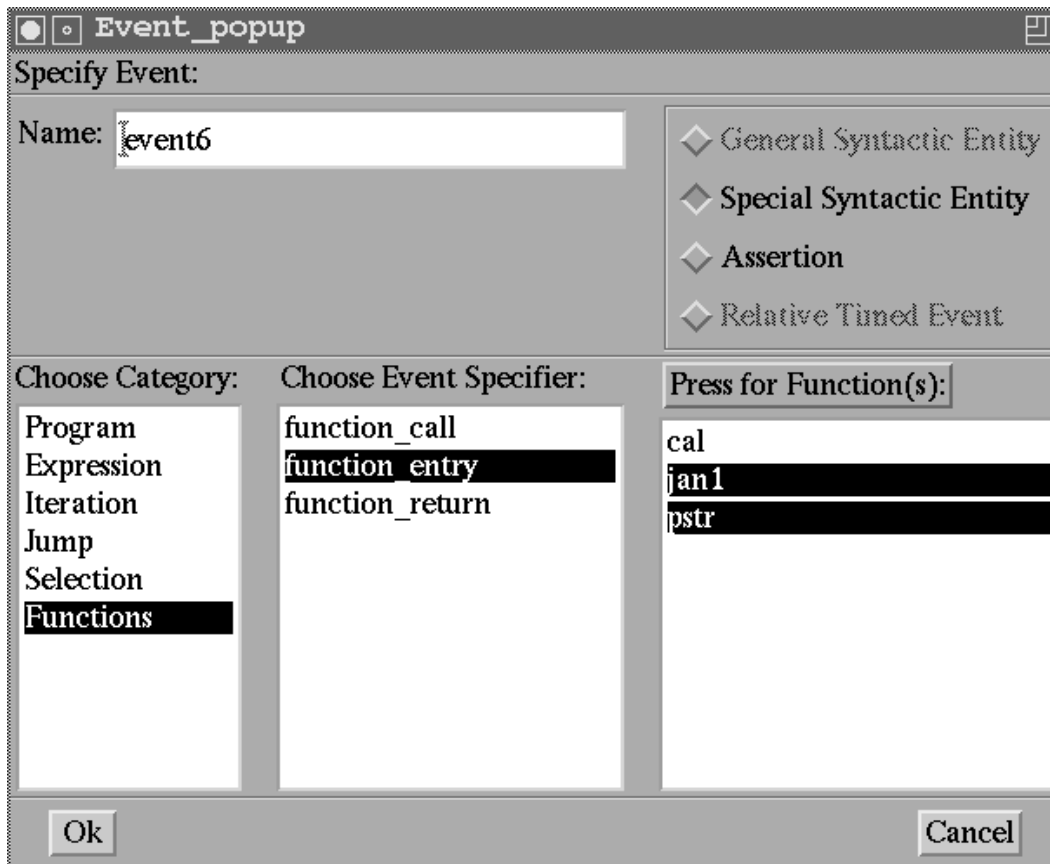 Event_popup
Specify Event:
Name: event6
General Syntactic Entity
Special Syntactic Entity
Assertion
Relative Timed Event
Choose Category:
Program
Expression
Iteration
Jump
Selection
Functions
Choose Event Specifier:
function_call
function_entry
function_return
Press for Function(s):
cal
jan1
pstr
Ok
Cancel